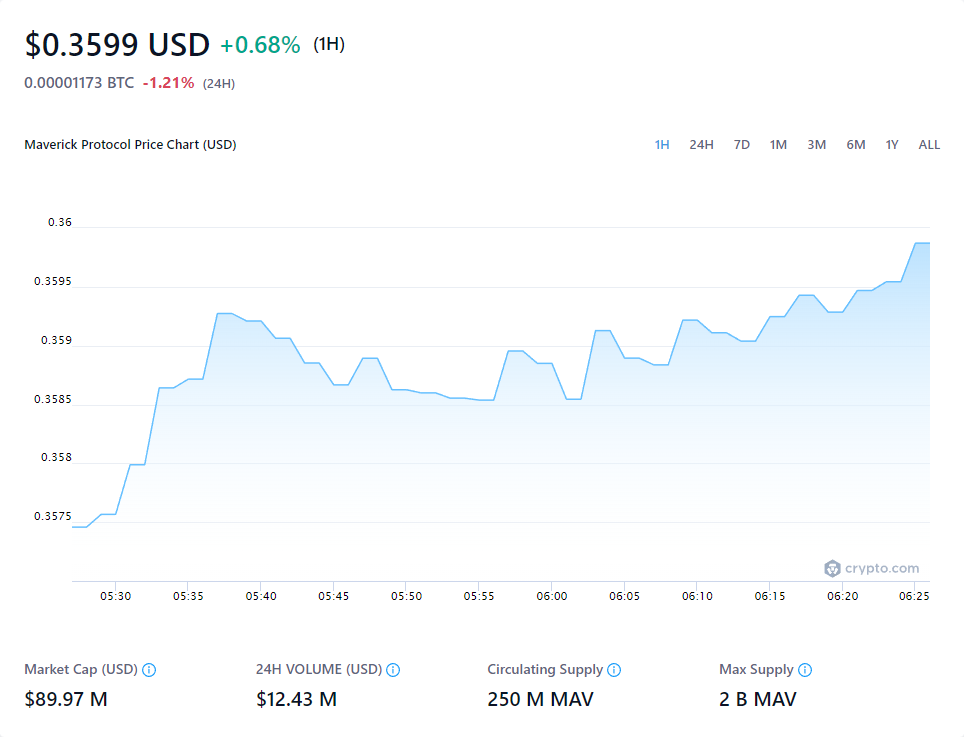 $0.3599 USD +0.68% (1H)
0.00001173 BTC -1.21% (24H)
Maverick Protocol Price Chart (USD) 1H 24H 7D 1M 3M 6M 1Y ALL
0.36
0.3595
0.359
0.3585
0.358
0.3575
crypto.com
05:30 05:35 05:40 05:45 05:50 05:55 06:00 06:05 06:10 06:15 06:20 06:25
Market Cap (USD) 24H VOLUME (USD) Circulating Supply Max Supply
$89.97 M $12.43 M 250 M MAV 2 B MAV